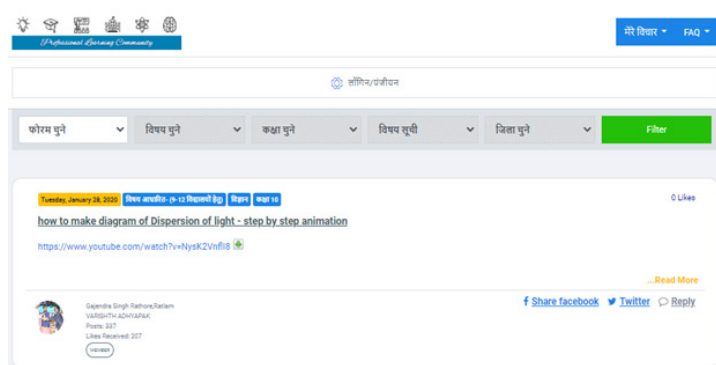 Professional Learning Community
मेरे विचार FAQ
लॉगिन/पंजीयन
फोरम चुने विषय चुने कक्षा चुने विषय सूची जिला चुने Filter
Tuesday, January 28, 2020 विषय आधारित- (9-12 विद्यालयों हेतु) विज्ञान कक्षा 10 0 Likes
how to make diagram of Dispersion of light - step by step animation
https://www.youtube.com/watch?v=NysK2VnflI8
...Read More
Gajendra Singh Rathore,Ratlam Share facebook Twitter Reply
VARISHTH ADHYAPAK
Posts: 337
Likes Received: 207